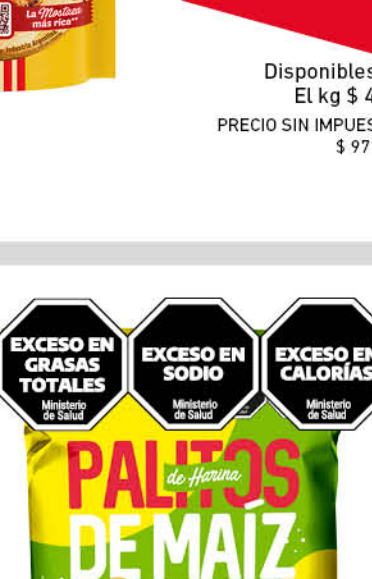 La Mostaza
más rica**
Industria Argentina
Disponibles
El kg $ 4
PRECIO SIN IMPUES
$ 97
EXCESO EN
GRASAS
TOTALES
Ministerio
de Salud
EXCESO EN
SODIO
Ministerio
de Salud
EXCESO EN
CALORÍAS
Ministerio
de Salud
PALITOS
de Harina
DE MAÍZ